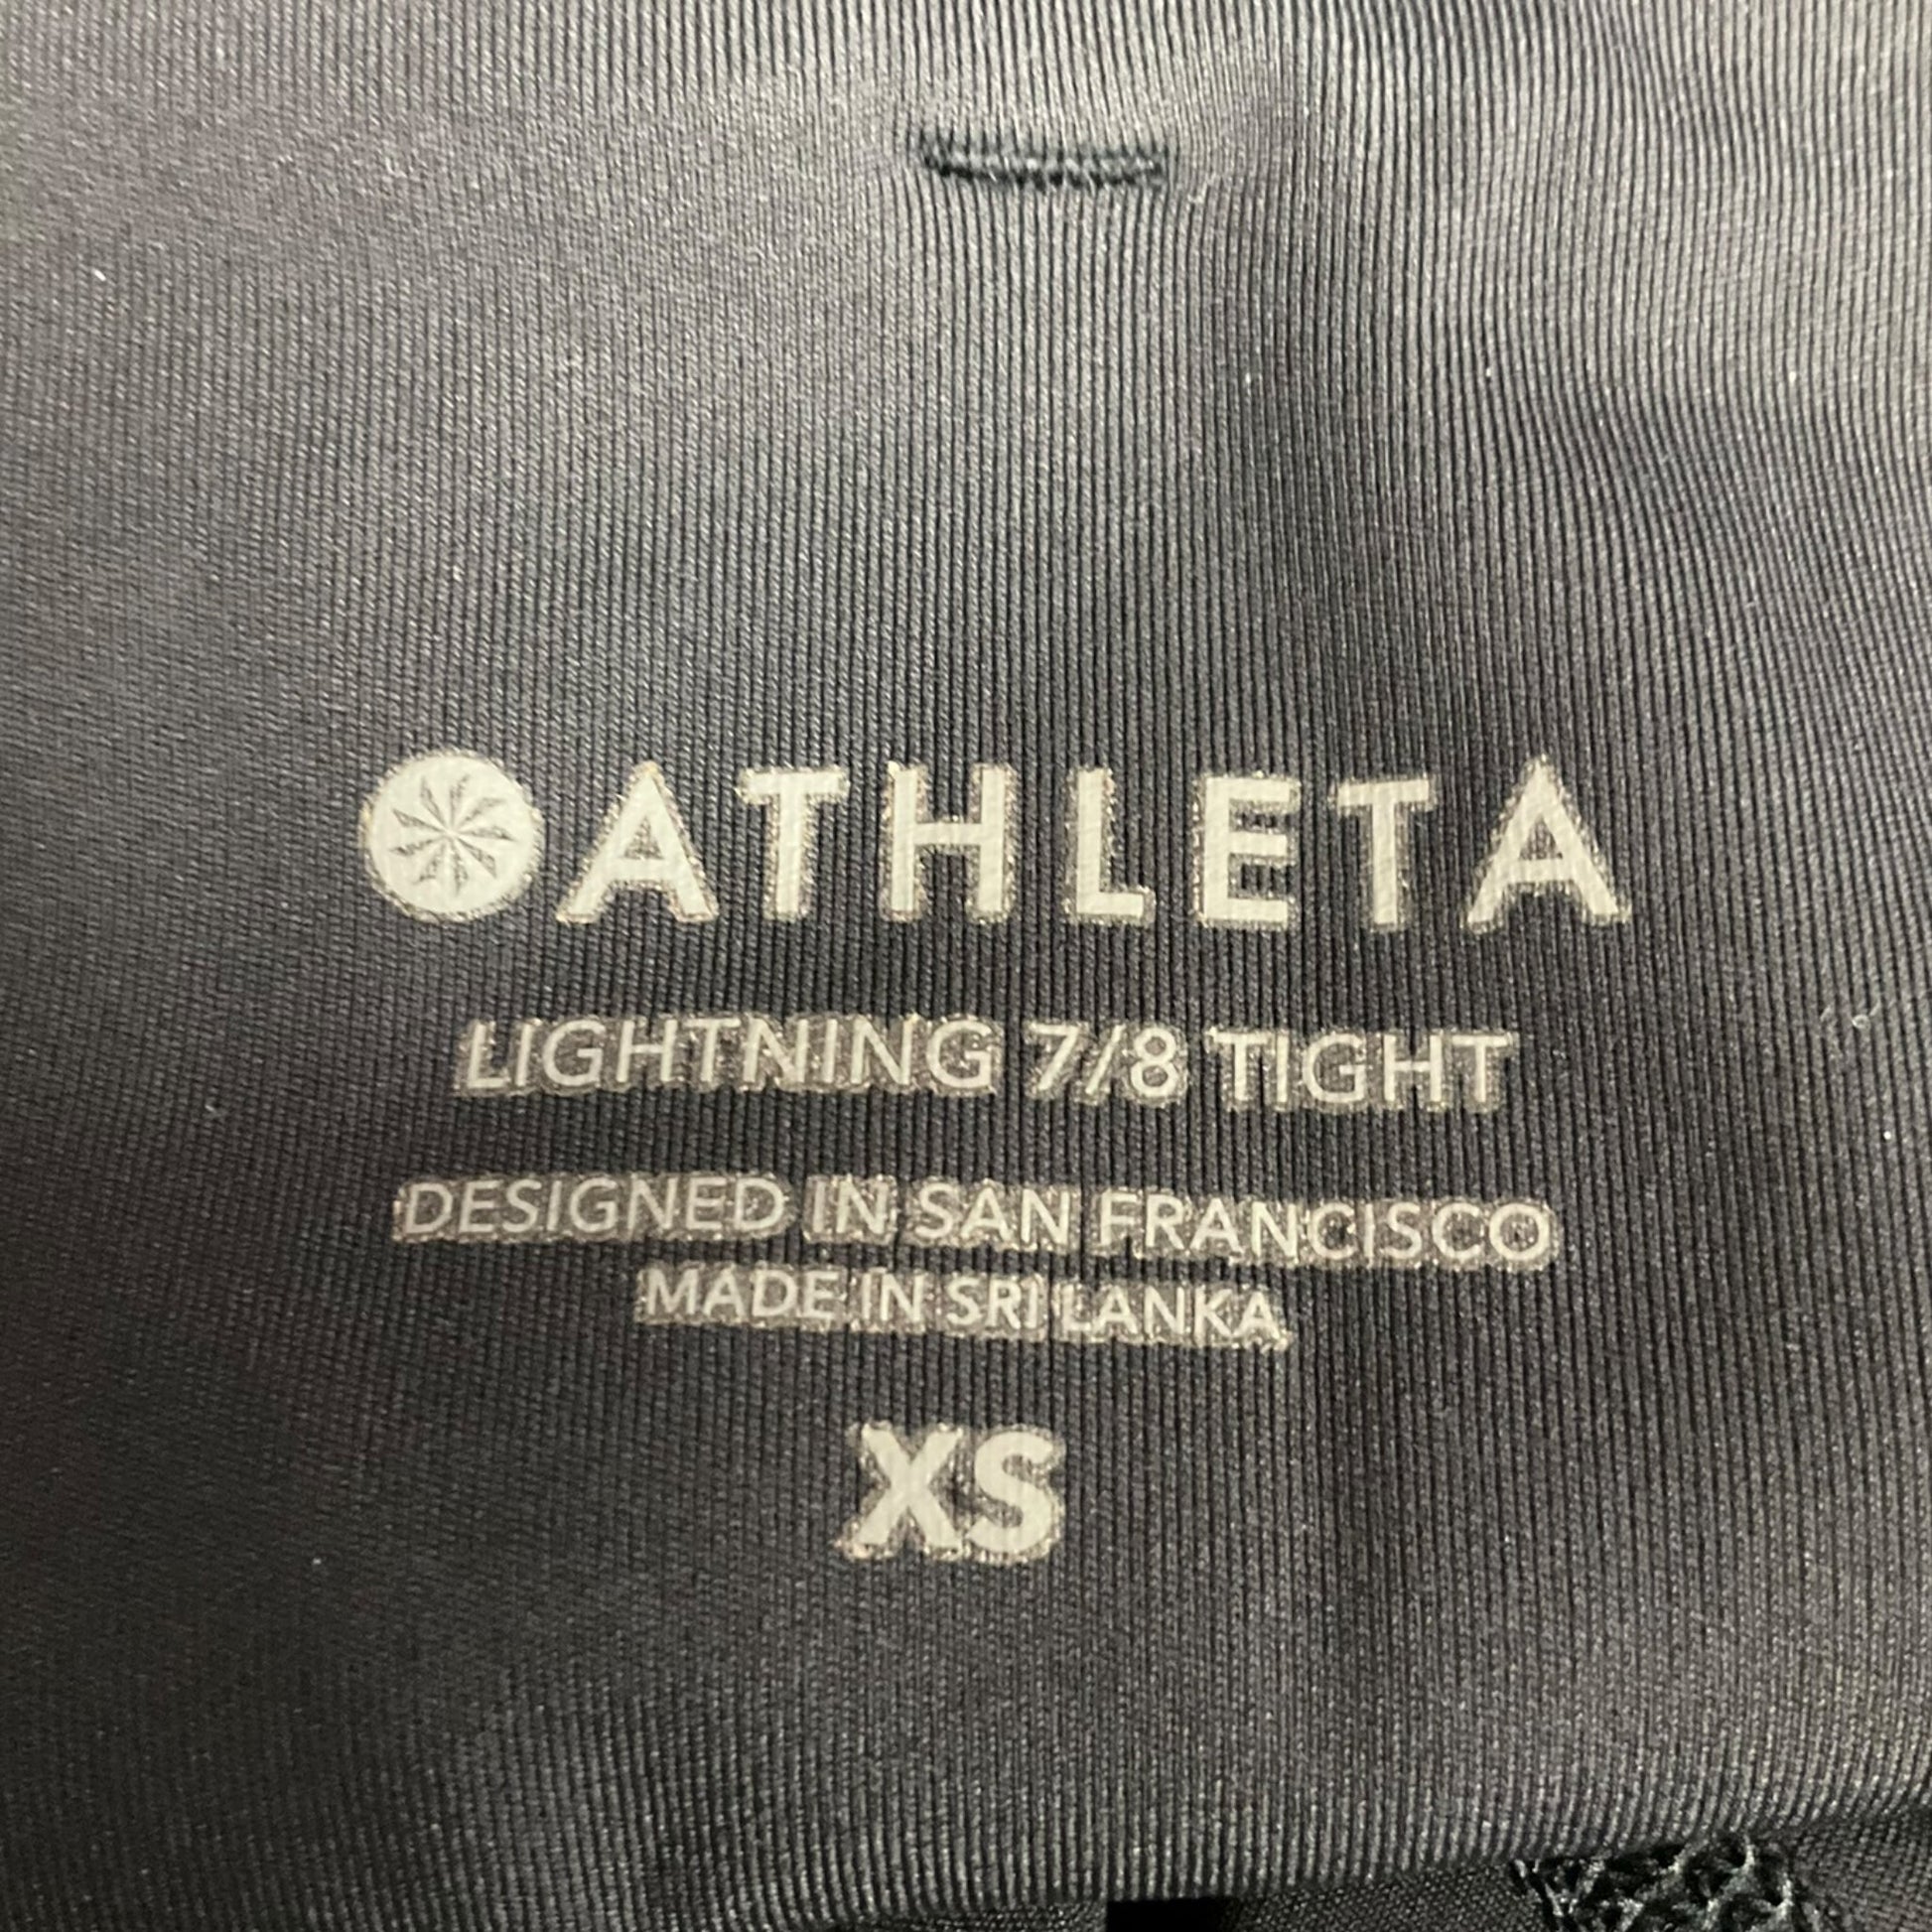 ATHLETA
LIGHTNING 7/8 TIGHT
DESIGNED IN SAN FRANCISCO
MADE IN SRI LANKA
XS